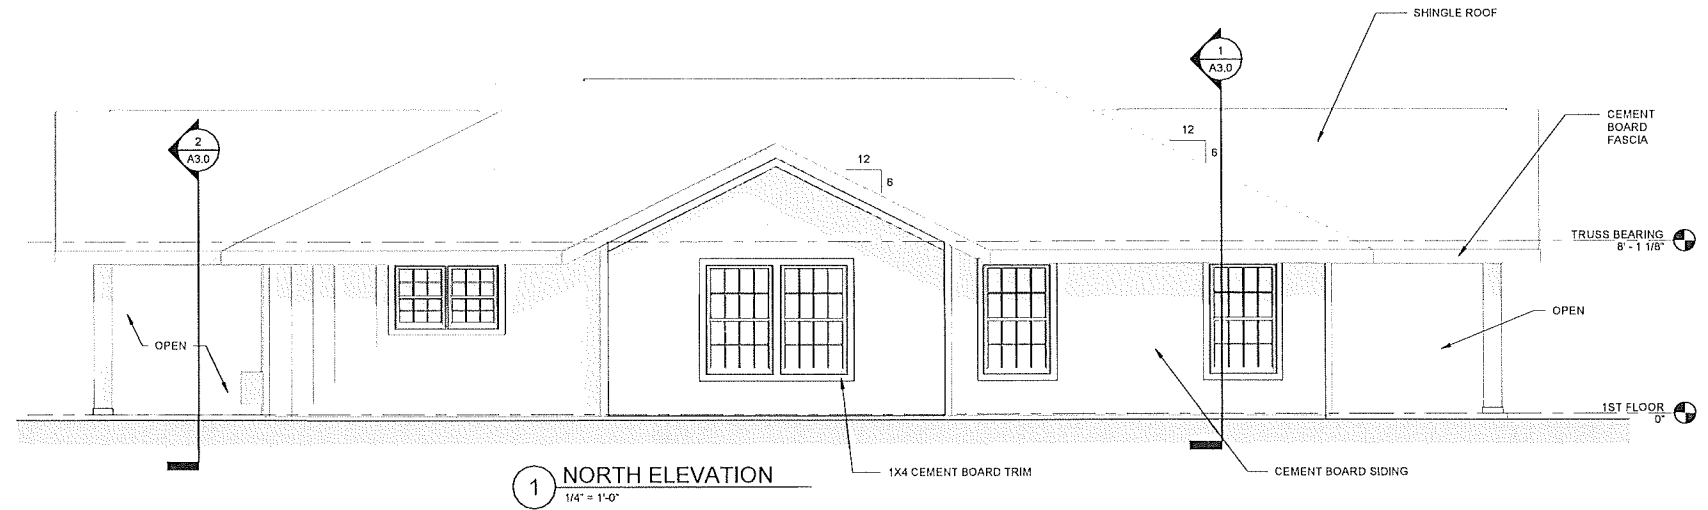 SHINGLE ROOF
1
A3.0
CEMENT
BOARD
FASCIA
2
A3.0
12
6
12
6
TRUSS BEARING
8' - 1 1/8"
OPEN
OPEN
1ST FLOOR
0"
1X4 CEMENT BOARD TRIM
CEMENT BOARD SIDING
1
NORTH ELEVATION
1/4" = 1'-0"